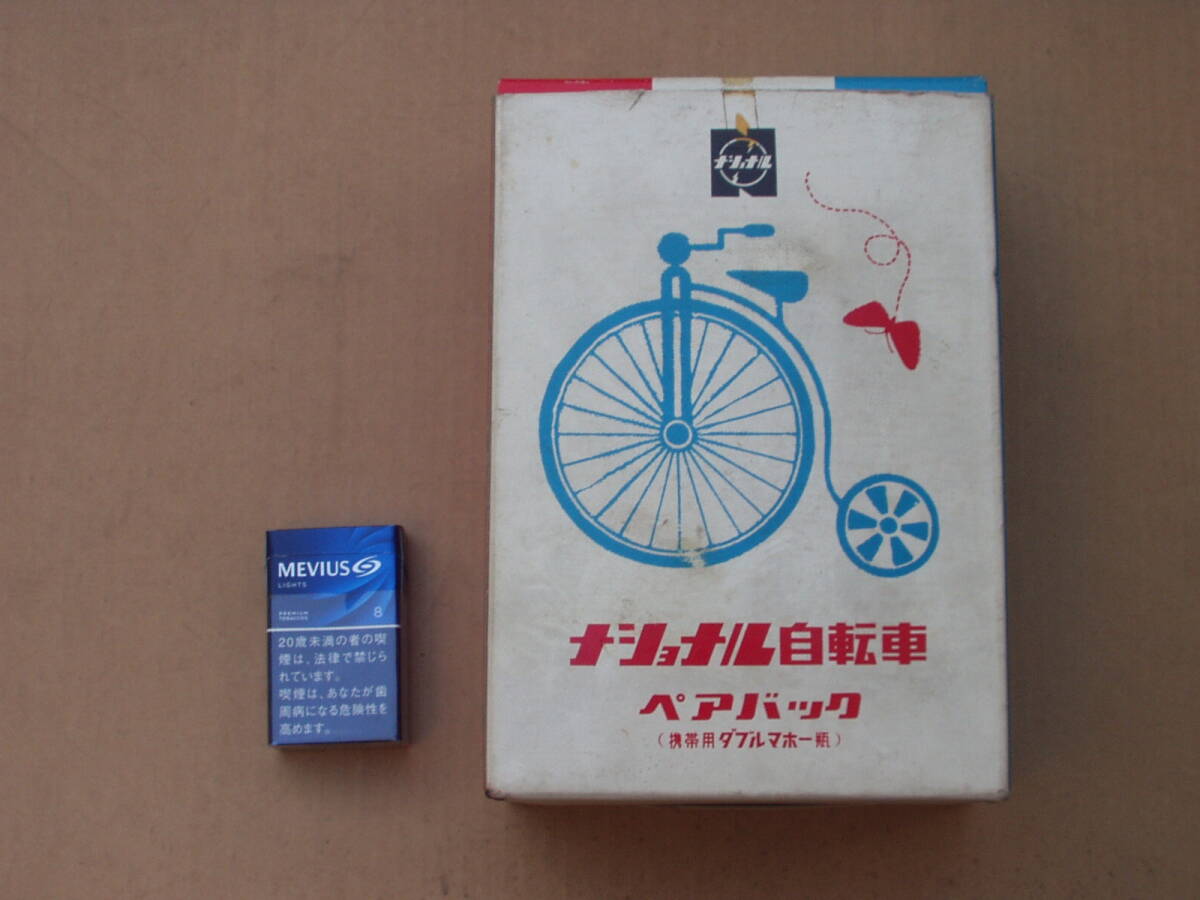 ナショナル
ナショナル自転車
ペアバック
(携帯用ダブルマホー瓶)
MEVIUS
LIGHTS
PREMIUM
TOBACCOS
8
20歳未満の者の喫
煙は、法律で禁じら
れています。
喫煙は、あなたが歯
周病になる危険性を
高めます。